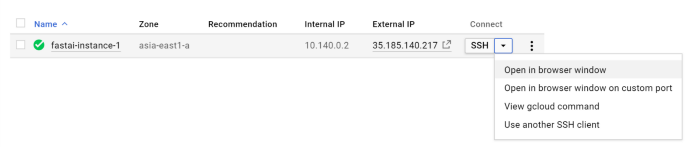 Name Zone Recommendation Internal IP External IP Connect
fastai-instance-1 asia-east1-a 10.140.0.2 35.185.140.217 SSH
Open in browser window
Open in browser window on custom port
View gcloud command
Use another SSH client